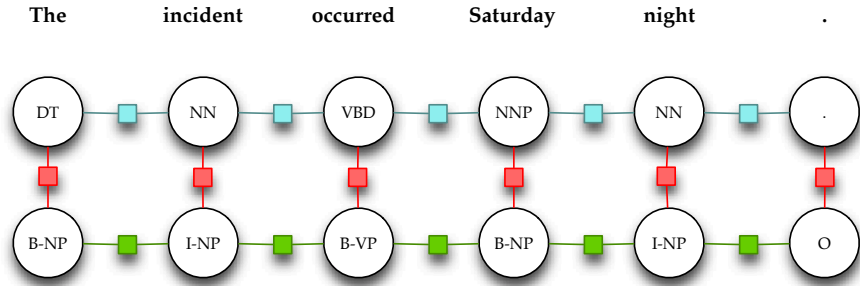 The incident occurred Saturday night .
DT NN VBD NNP NN .
B-NP I-NP B-VP B-NP I-NP O